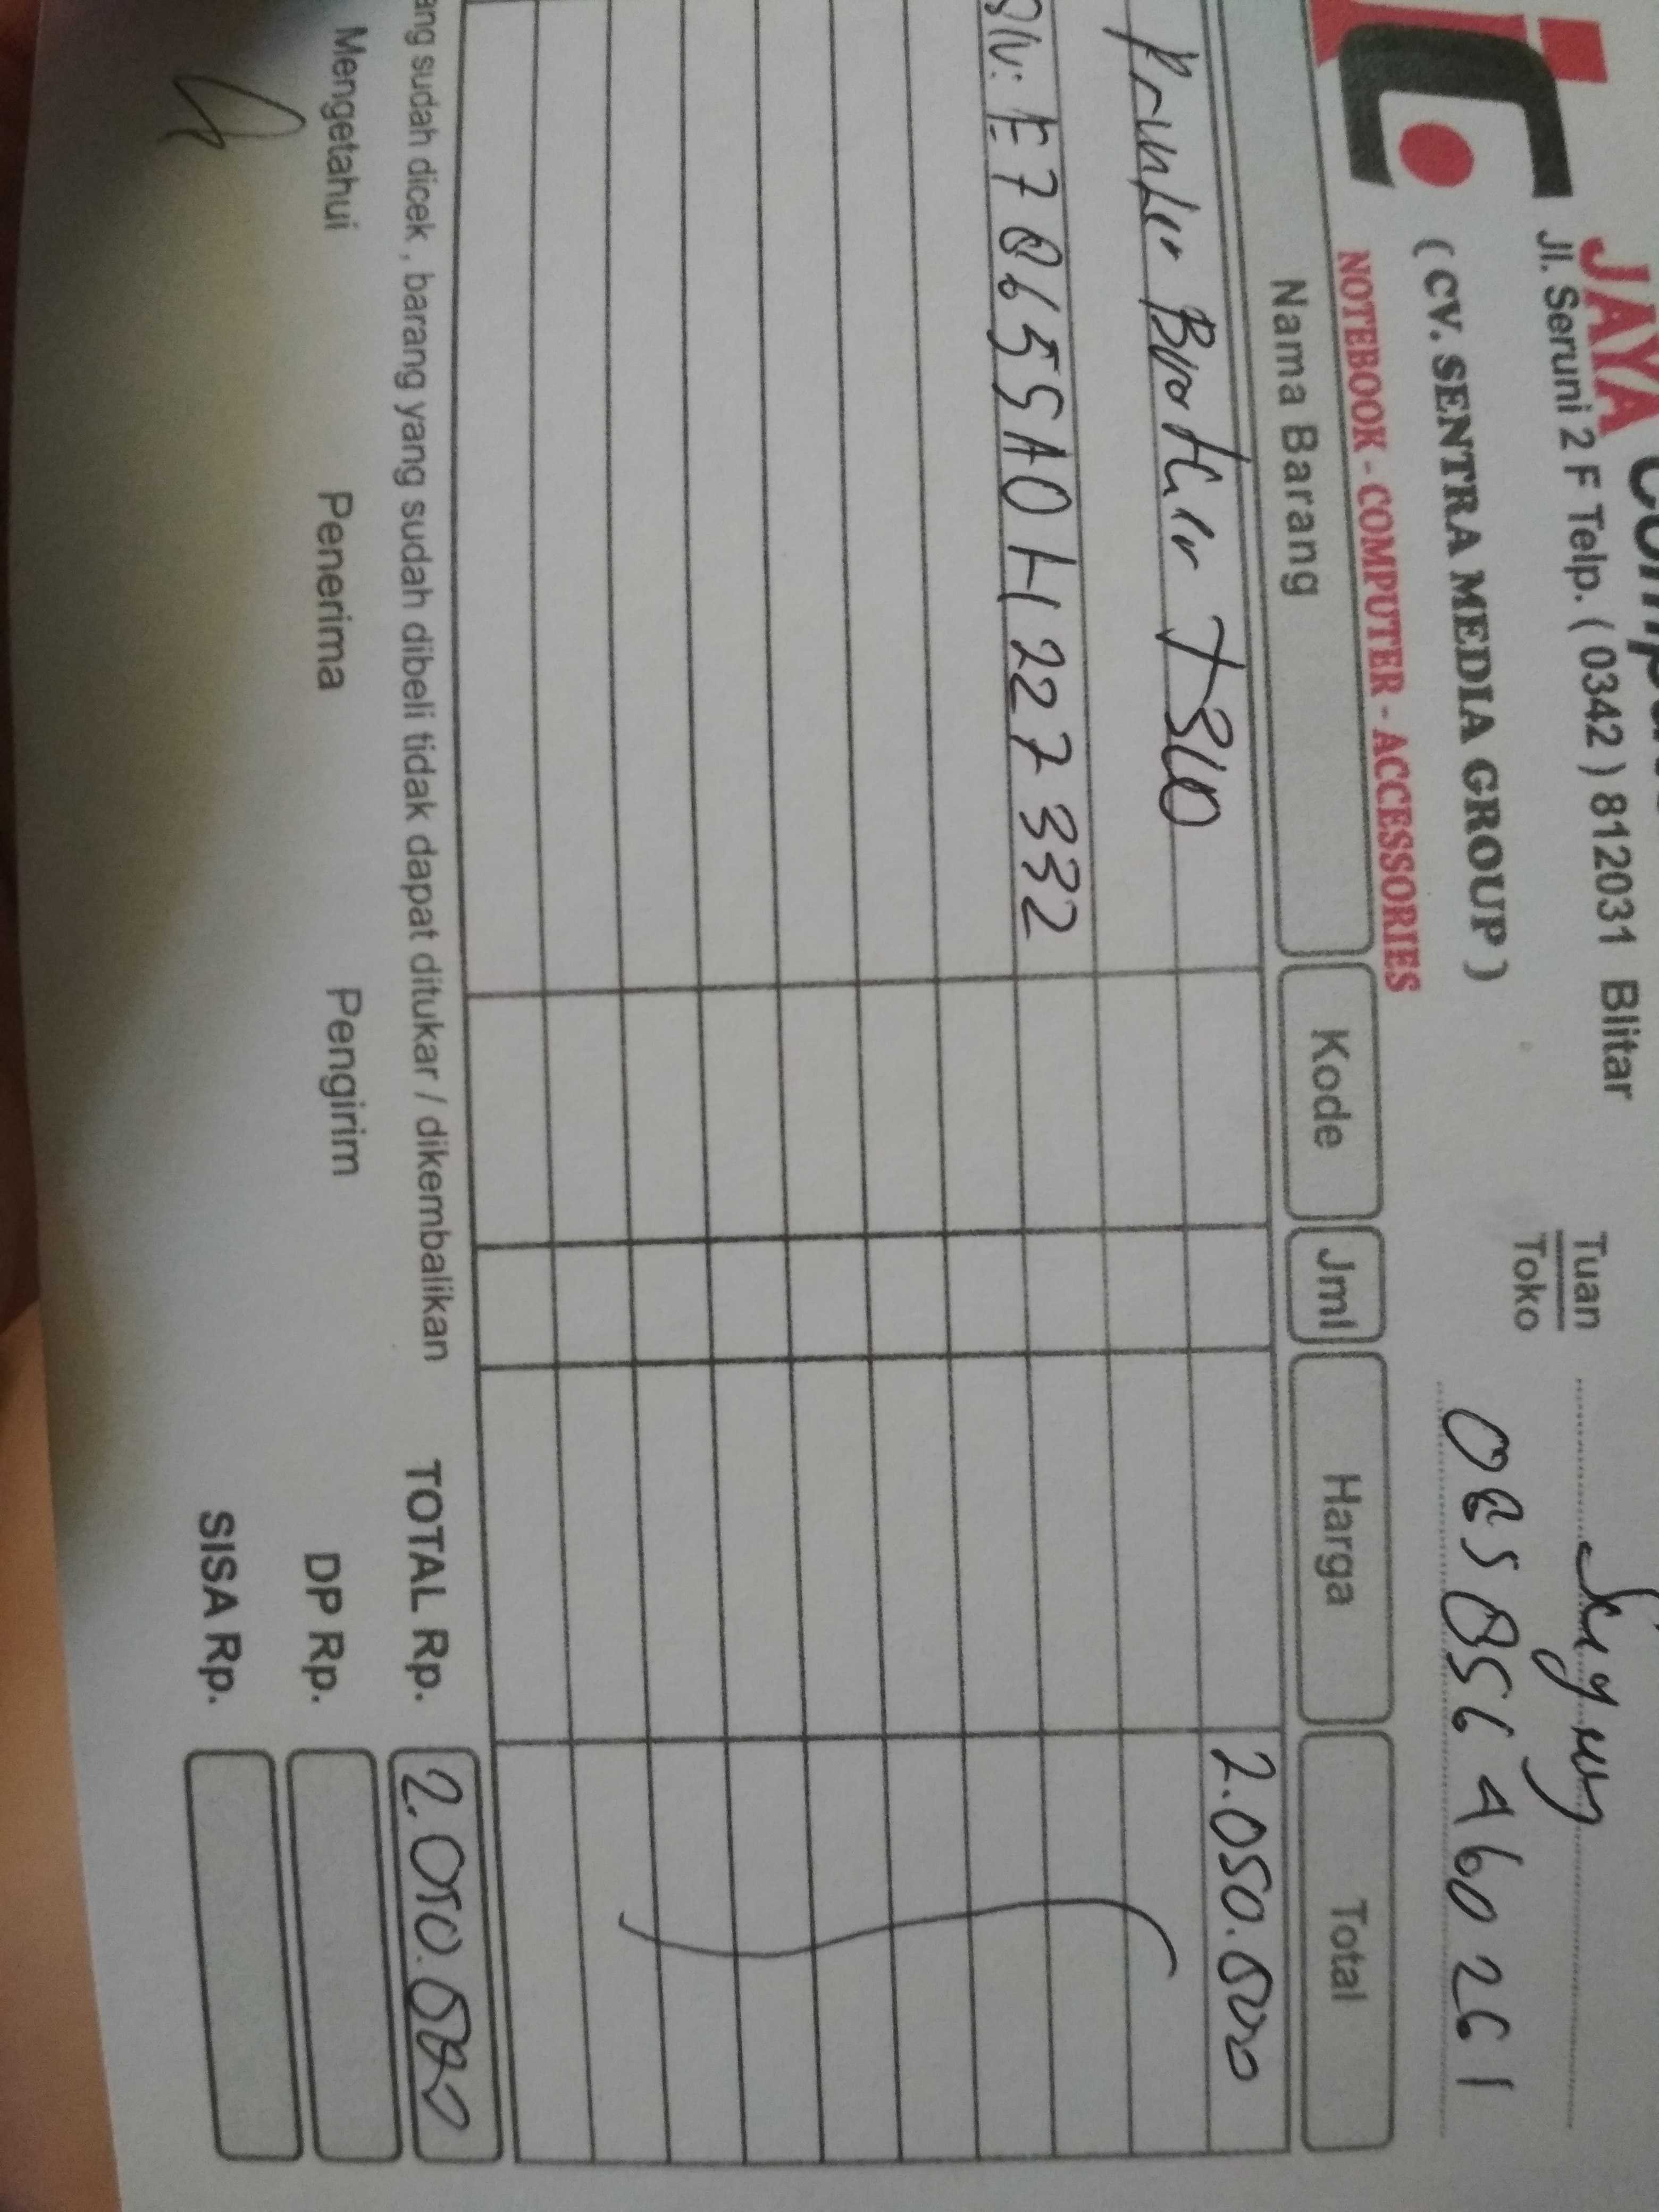 JAYA Comp
Jl. Seruni 2 F Telp. ( 0342 ) 812031 Blitar
( CV. SENTRA MEDIA GROUP )
NOTEBOOK - COMPUTER - ACCESSORIES
Tuan
Toko
085856460261
Nama Barang Kode Jml Harga Total
Printer Brother T310 2.050.000
S/N: E78655A0H227332
ang sudah dicek , barang yang sudah dibeli tidak dapat ditukar / dikembalikan
TOTAL Rp. 2.050.000
Mengetahui Penerima Pengirim
DP Rp.
SISA Rp.